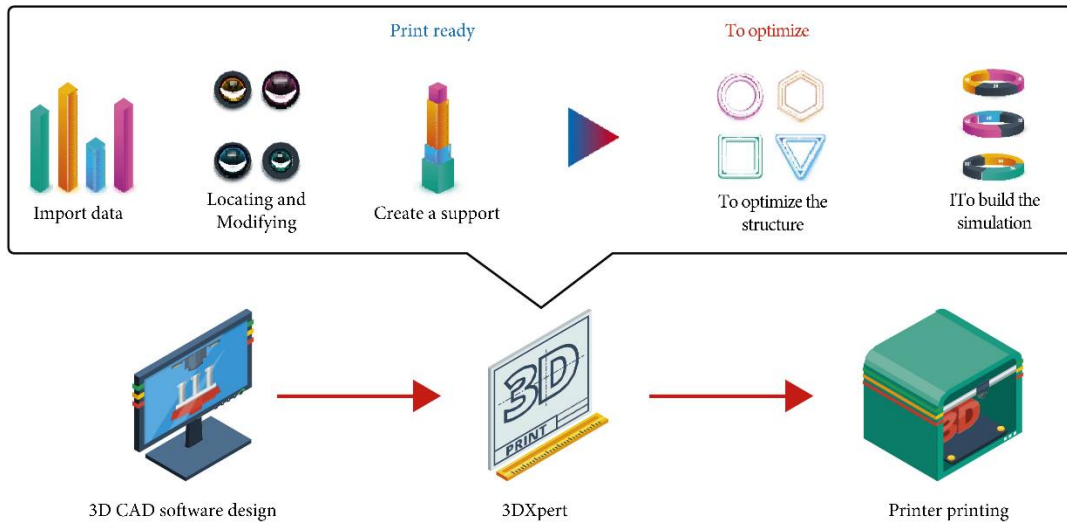 Print ready
To optimize
Import data
Locating and
Modifying
Create a support
To optimize the
structure
ITo build the
simulation
3D
PRINT
3D
3D CAD software design
3DXpert
Printer printing